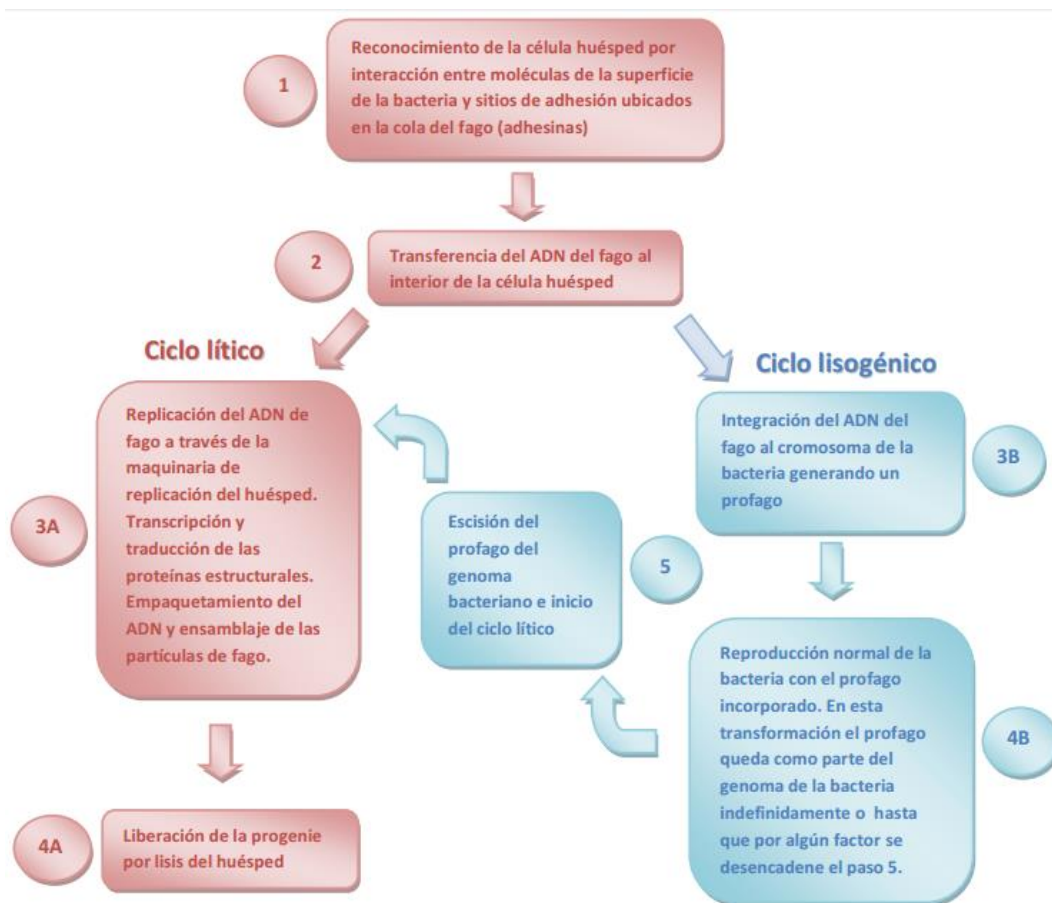 1
Reconocimiento de la célula huésped por
interacción entre moléculas de la superficie
de la bacteria y sitios de adhesión ubicados
en la cola del fago (adhesinas)
2
Transferencia del ADN del fago al
interior de la célula huésped
Ciclo lítico
Replicación del ADN de
fago a través de la
maquinaria de
replicación del huésped.
Transcripción y
traducción de las
proteínas estructurales.
Empaquetamiento del
ADN y ensamblaje de las
partículas de fago.
3A
4A
Liberación de la progenie
por lisis del huésped
Ciclo lisogénico
Integración del ADN del
fago al cromosoma de la
bacteria generando un
profago
3B
Reproducción normal de la
bacteria con el profago
incorporado. En esta
transformación el profago
queda como parte del
genoma de la bacteria
indefinidamente o hasta
que por algún factor se
desencadene el paso 5.
4B
Escisión del
profago del
genoma
bacteriano e inicio
del ciclo lítico
5